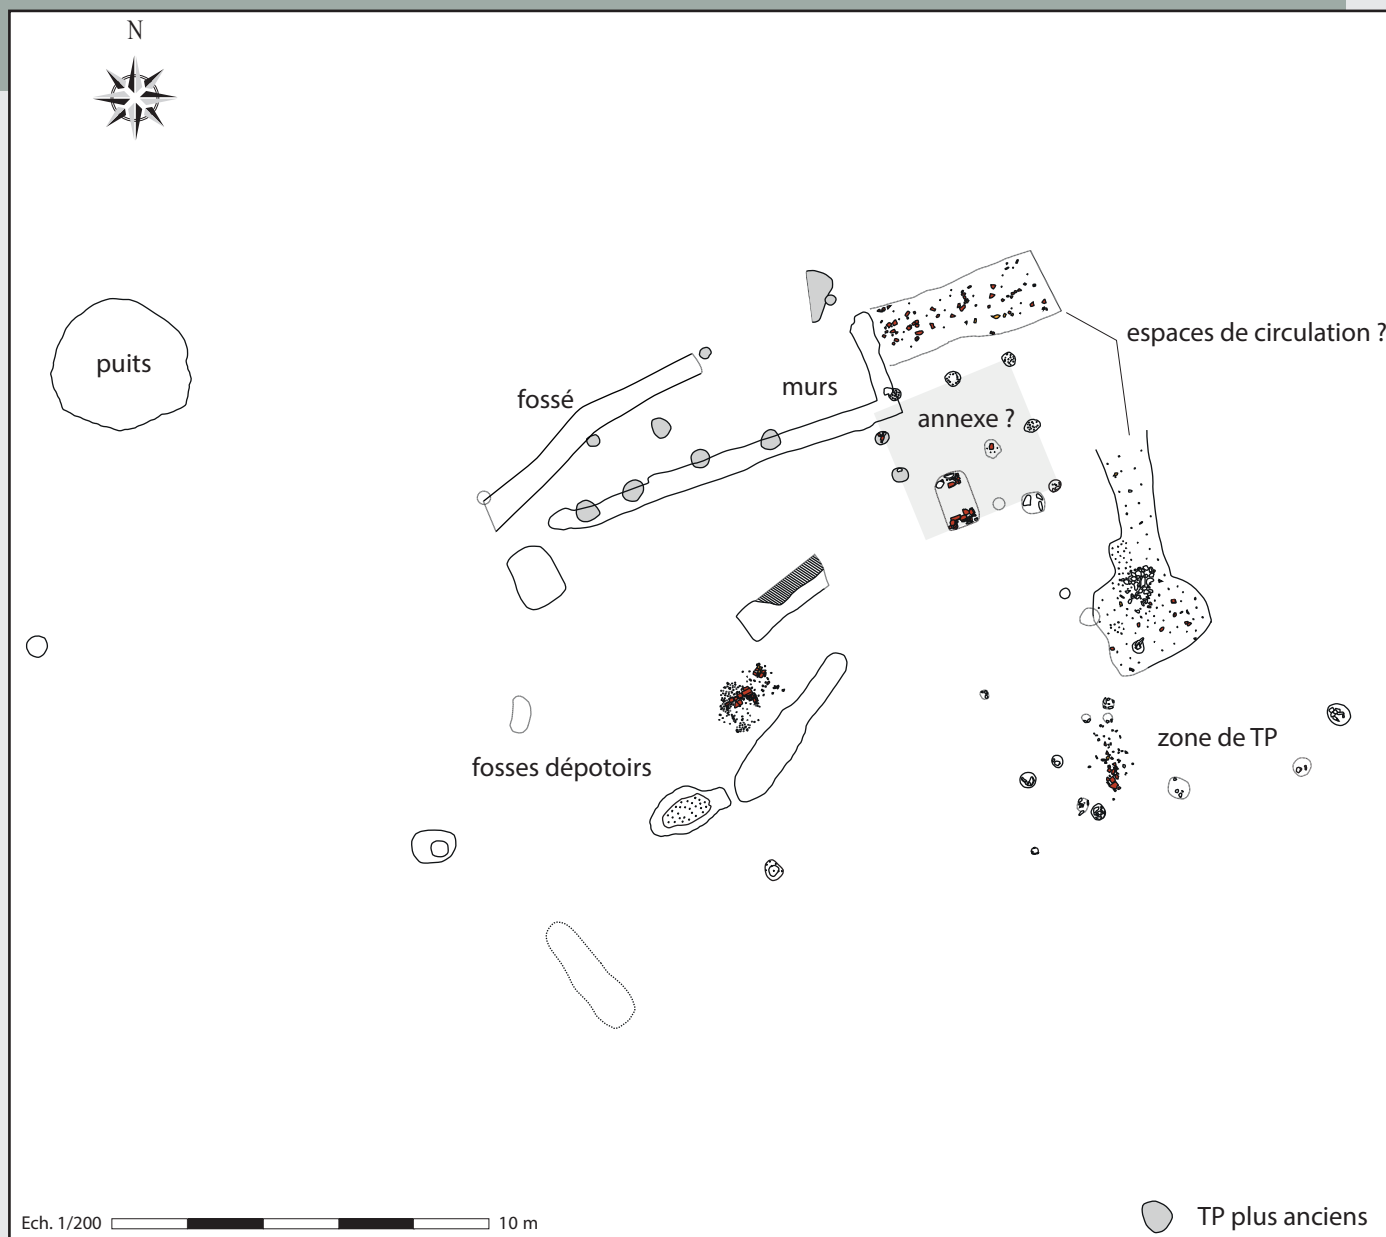 N
espaces de circulation ?
puits
murs
fossé
annexe ?
zone de TP
fosses dépotoirs
Ech. 1/200
10 m
TP plus anciens